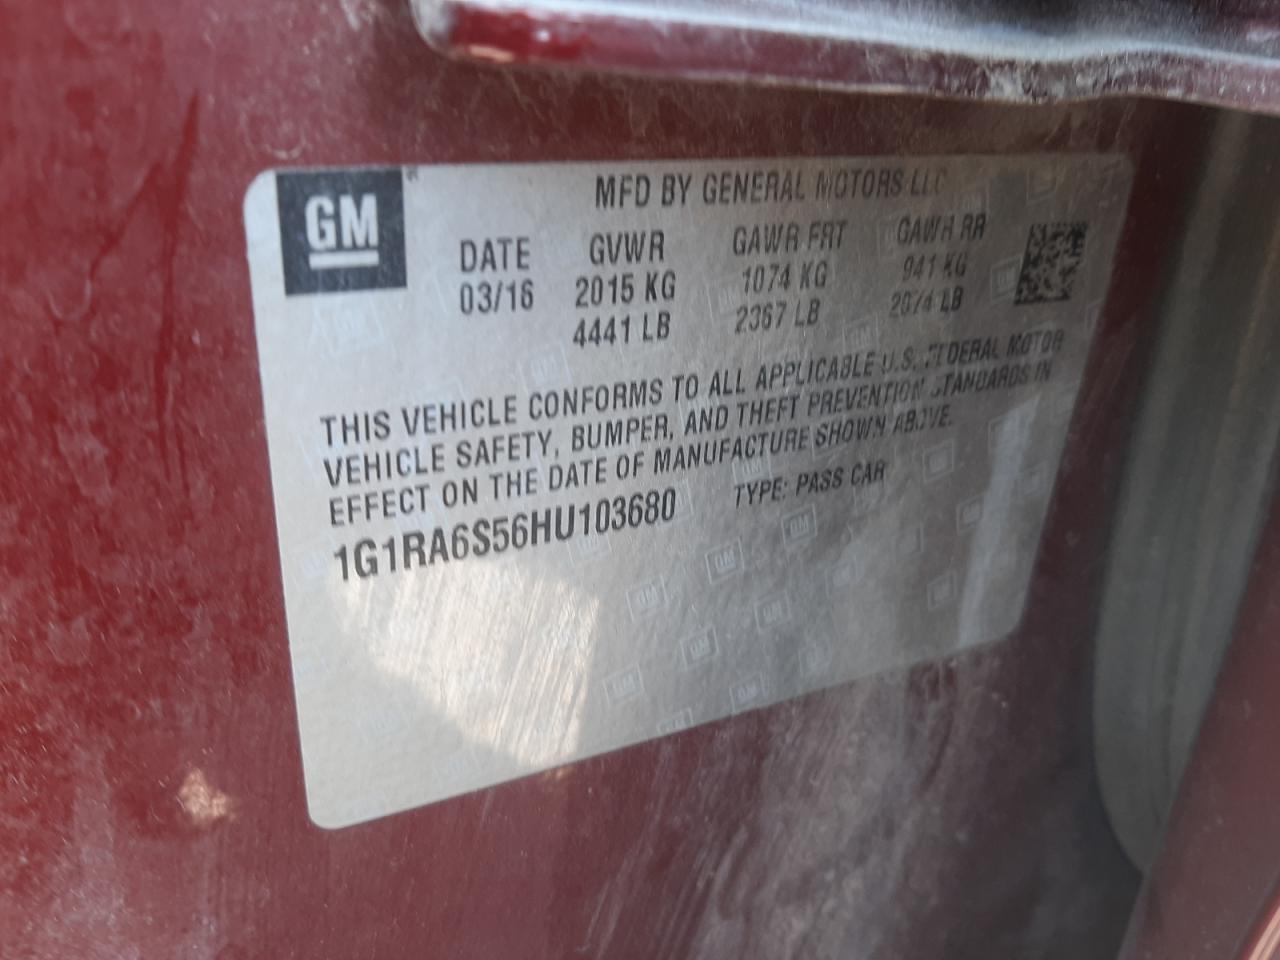 GM
MFD BY GENERAL MOTORS LLC
DATE GVWR GAWR FRT GAWR RR
03/16 2015 KG 1074 KG 941 KG
4441 LB 2367 LB 2074 LB
THIS VEHICLE CONFORMS TO ALL APPLICABLE U.S. FEDERAL MOTOR
VEHICLE SAFETY, BUMPER, AND THEFT PREVENTION STANDARDS IN
EFFECT ON THE DATE OF MANUFACTURE SHOWN ABOVE.
1G1RA6S56HU103680 TYPE: PASS CAR